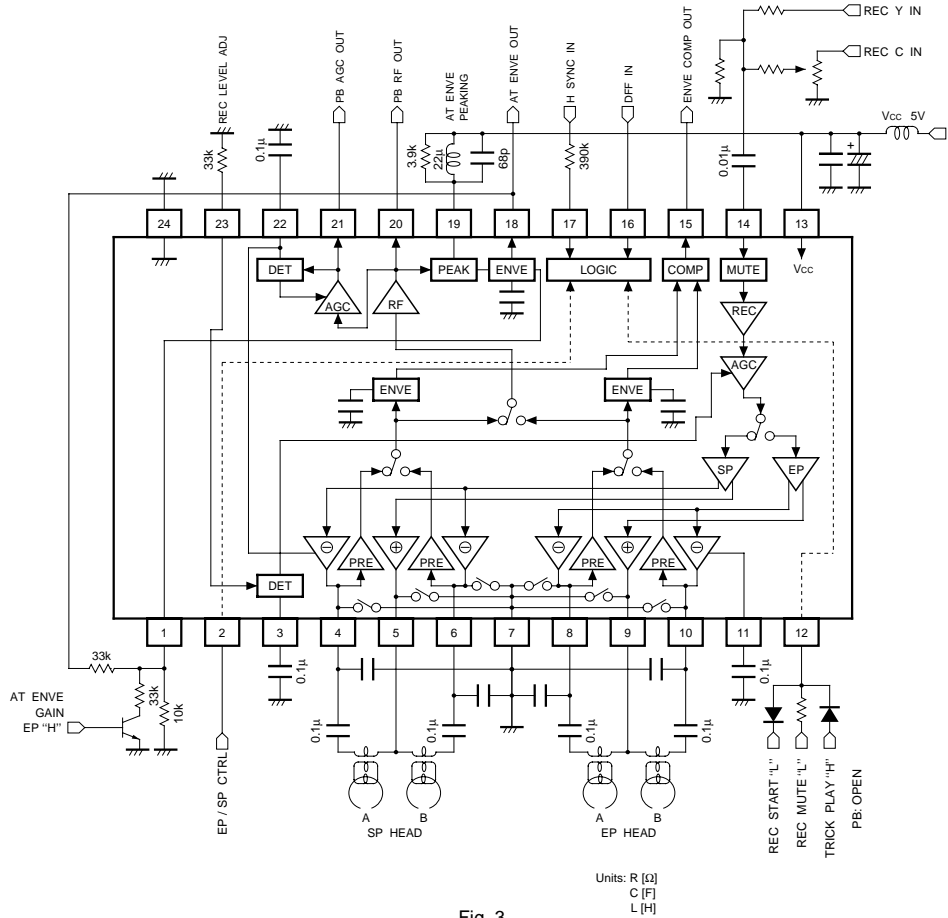 REC Y IN
REC C IN
REC LEVEL ADJ
PB AGC OUT
PB RF OUT
AT ENVE
PEAKING
AT ENVE OUT
H SYNC IN
DFF IN
ENVE COMP OUT
VCC 5V
33k
0.1μ
3.9k
22μ
68p
390k
0.01μ
+
24
23
22
21
20
19
18
17
16
15
14
13
DET
AGC
RF
PEAK
ENVE
LOGIC
COMP
MUTE
VCC
REC
AGC
ENVE
ENVE
SP
EP
⊖
PRE
⊕
PRE
⊖
⊖
PRE
⊕
PRE
⊖
DET
1
2
3
4
5
6
7
8
9
10
11
12
33k
33k
10k
AT ENVE
GAIN
EP “H”
EP / SP CTRL
0.1μ
0.1μ
0.1μ
0.1μ
0.1μ
0.1μ
A
B
SP HEAD
A
B
EP HEAD
REC START “L”
REC MUTE “L”
TRICK PLAY “H”
PB: OPEN
Units: R [Ω]
C [F]
L [H]
Fig. 3